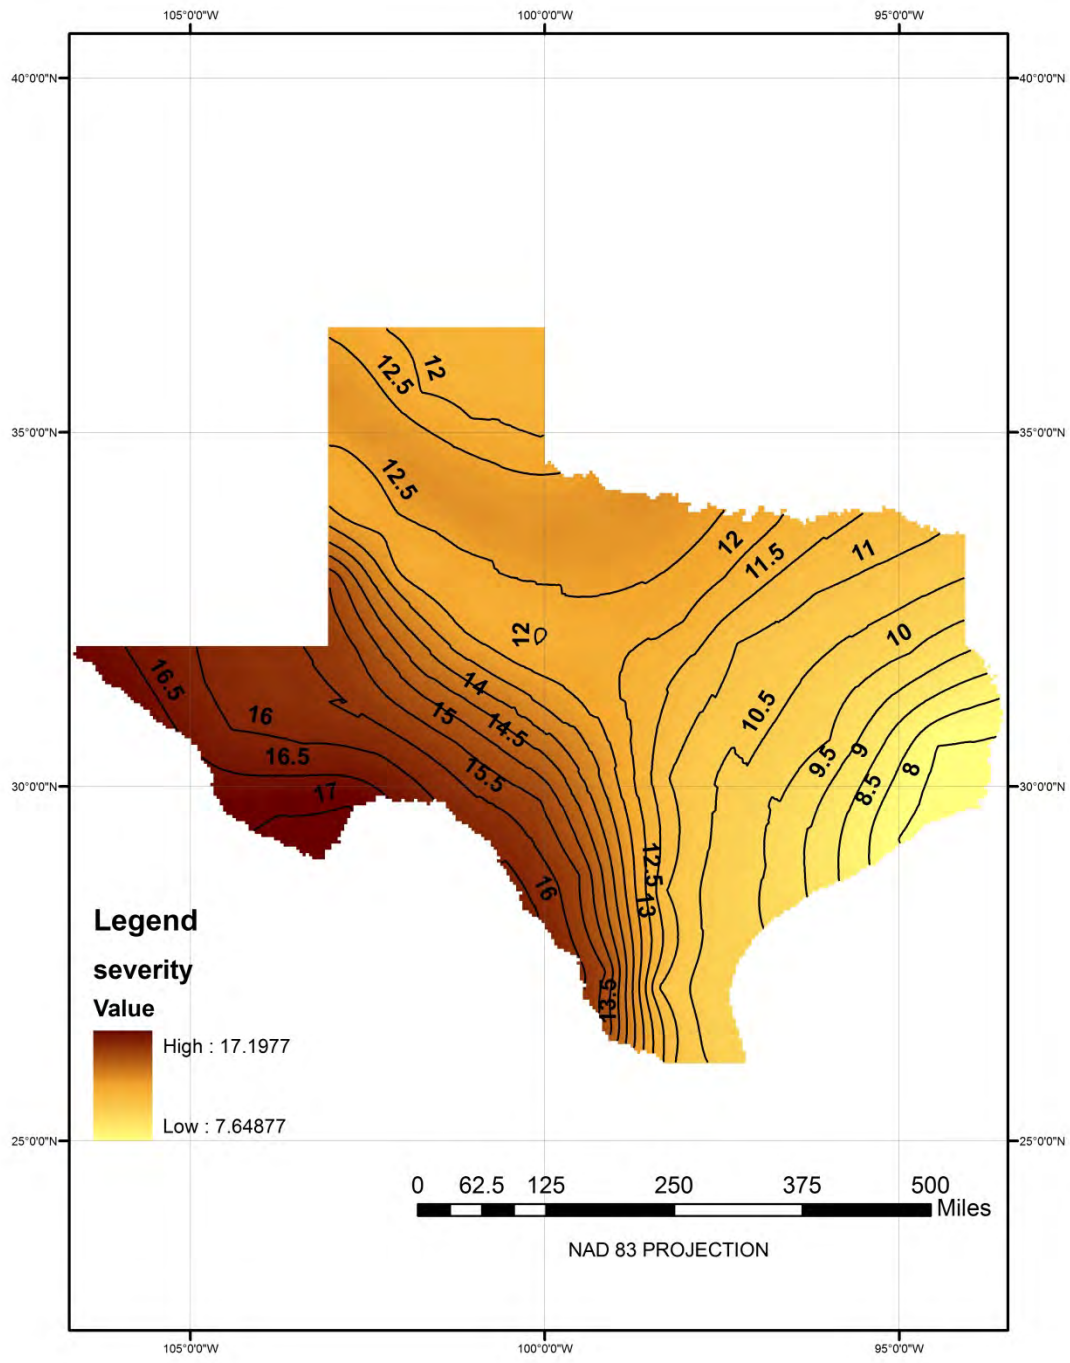 105°0'0"W 100°0'0"W 95°0'0"W
40°0'0"N 40°0'0"N
12.5 12
35°0'0"N 35°0'0"N
12.5
12 11.5 11
12 10
16.5 14
16 15 14.5 10.5
16.5 15.5 9.5 9 8.5 8
30°0'0"N 30°0'0"N
17
16 12.5 13
13.5
Legend
severity
Value
High : 17.1977
Low : 7.64877
25°0'0"N 25°0'0"N
0 62.5 125 250 375 500
Miles
NAD 83 PROJECTION
105°0'0"W 100°0'0"W 95°0'0"W